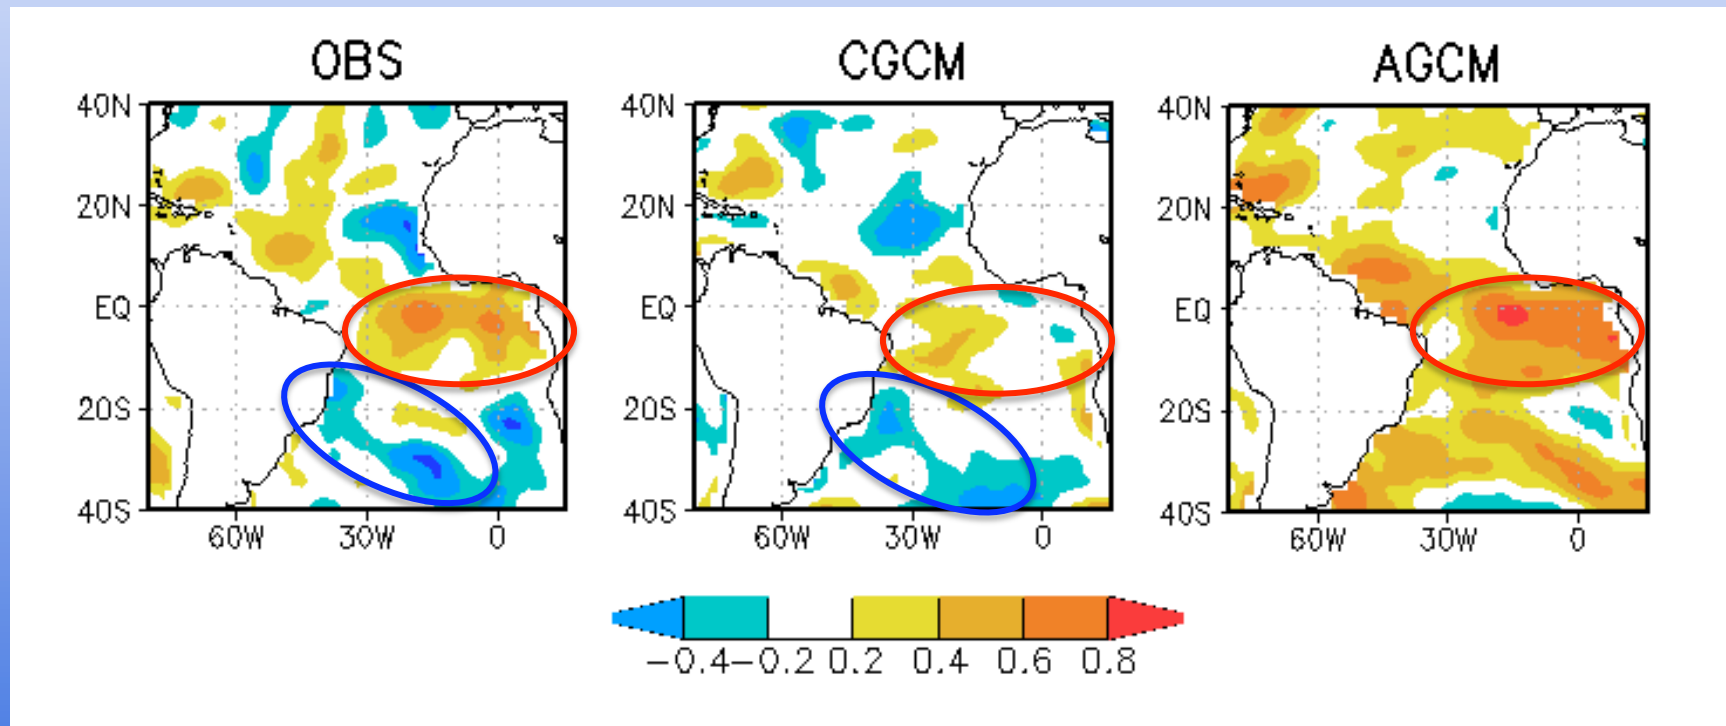 OBS CGCM AGCM
40N 40N 40N
20N 20N 20N
EQ EQ EQ
20S 20S 20S
40S 40S 40S
60W 30W 0 60W 30W 0 60W 30W 0
−0.4 −0.2 0.2 0.4 0.6 0.8